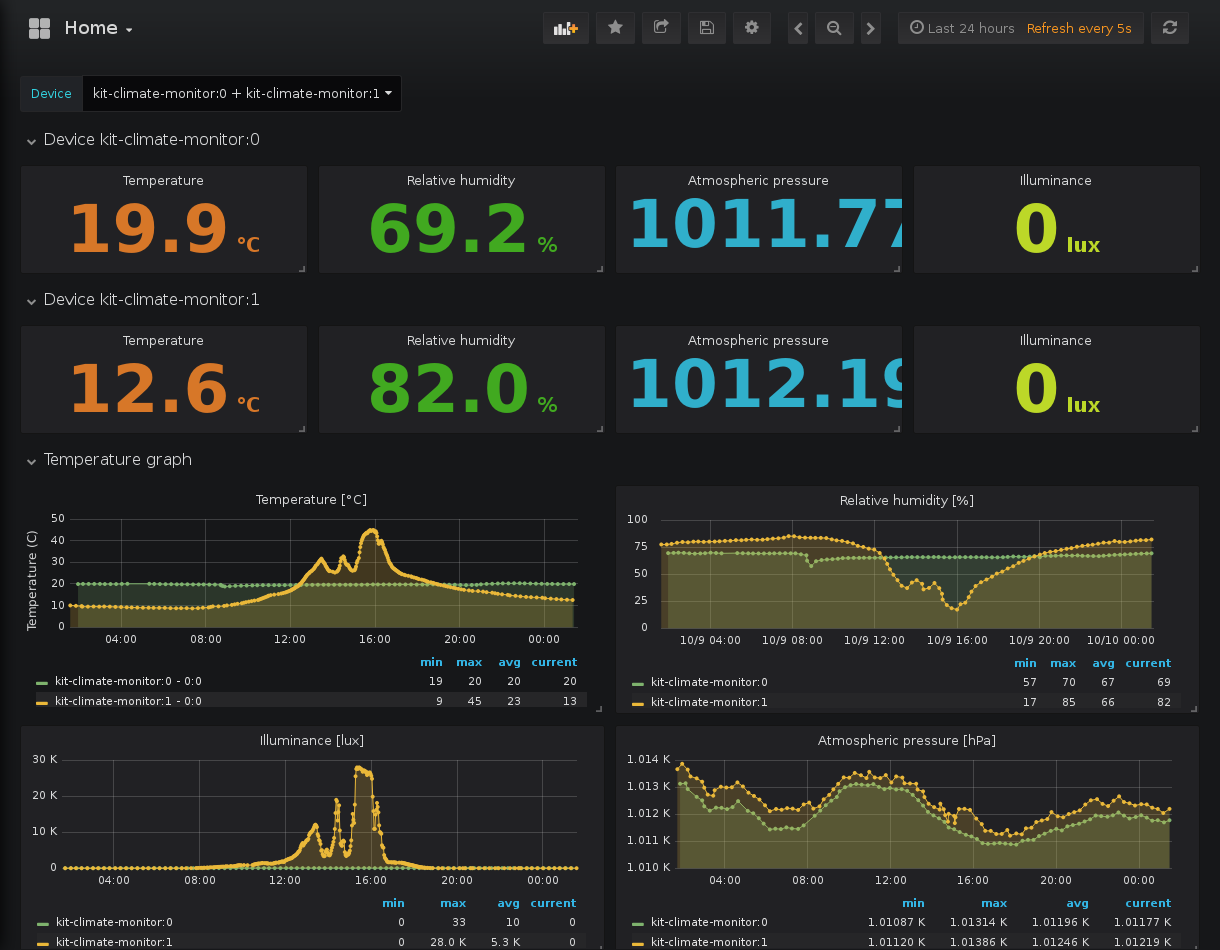 Home
Last 24 hours Refresh every 5s
Device kit-climate-monitor:0 + kit-climate-monitor:1
Device kit-climate-monitor:0
Temperature Relative humidity Atmospheric pressure Illuminance
19.9 °C 69.2 % 1011.77 0 lux
Device kit-climate-monitor:1
Temperature Relative humidity Atmospheric pressure Illuminance
12.6 °C 82.0 % 1012.19 0 lux
Temperature graph
Temperature [°C]
Temperature (C)
50
40
30
20
10
0
04:00 08:00 12:00 16:00 20:00 00:00
min max avg current
kit-climate-monitor:0 - 0:0 19 20 20 20
kit-climate-monitor:1 - 0:0 9 45 23 13
Relative humidity [%]
100
75
50
25
0
10/9 04:00 10/9 08:00 10/9 12:00 10/9 16:00 10/9 20:00 10/10 00:00
min max avg current
kit-climate-monitor:0 57 70 67 69
kit-climate-monitor:1 17 85 66 82
Illuminance [lux]
30 K
20 K
10 K
0
04:00 08:00 12:00 16:00 20:00 00:00
min max avg current
kit-climate-monitor:0 0 33 10 0
kit-climate-monitor:1 0 28.0 K 5.3 K 0
Atmospheric pressure [hPa]
1.014 K
1.013 K
1.012 K
1.011 K
1.010 K
04:00 08:00 12:00 16:00 20:00 00:00
min max avg current
kit-climate-monitor:0 1.01087 K 1.01314 K 1.01196 K 1.01177 K
kit-climate-monitor:1 1.01120 K 1.01386 K 1.01246 K 1.01219 K